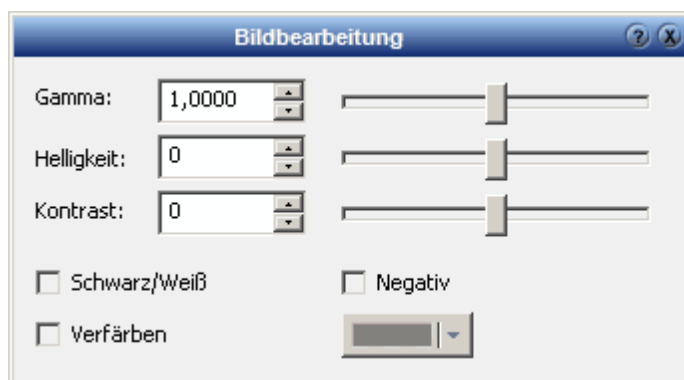 Bildbearbeitung
Gamma: 1,0000
Helligkeit: 0
Kontrast: 0
Schwarz/Weiß Negativ
Verfärben